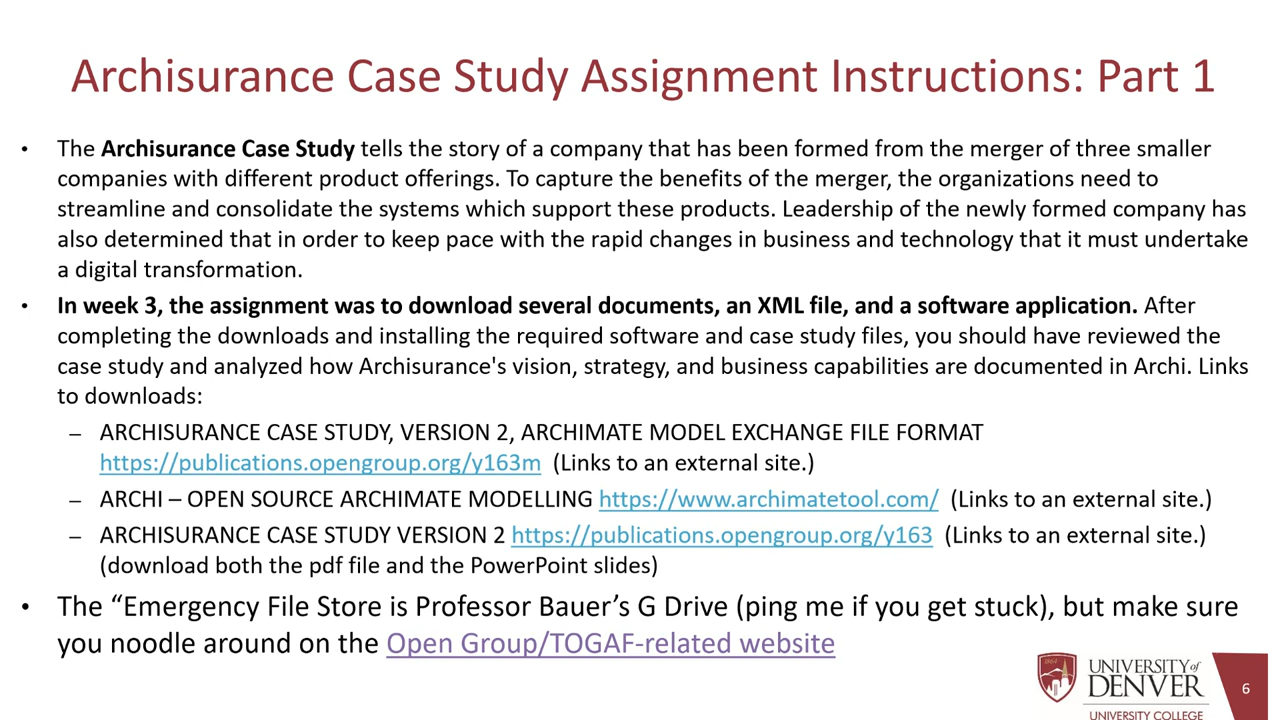 Archisurance Case Study Assignment Instructions: Part 1
• The Archisurance Case Study tells the story of a company that has been formed from the merger of three smaller
companies with different product offerings. To capture the benefits of the merger, the organizations need to
streamline and consolidate the systems which support these products. Leadership of the newly formed company has
also determined that in order to keep pace with the rapid changes in business and technology that it must undertake
a digital transformation.
• In week 3, the assignment was to download several documents, an XML file, and a software application. After
completing the downloads and installing the required software and case study files, you should have reviewed the
case study and analyzed how Archisurance's vision, strategy, and business capabilities are documented in Archi. Links
to downloads:
– ARCHISURANCE CASE STUDY, VERSION 2, ARCHIMATE MODEL EXCHANGE FILE FORMAT
https://publications.opengroup.org/y163m (Links to an external site.)
– ARCHI – OPEN SOURCE ARCHIMATE MODELLING https://www.archimatetool.com/ (Links to an external site.)
– ARCHISURANCE CASE STUDY VERSION 2 https://publications.opengroup.org/y163 (Links to an external site.)
(download both the pdf file and the PowerPoint slides)
• The “Emergency File Store is Professor Bauer’s G Drive (ping me if you get stuck), but make sure
you noodle around on the Open Group/TOGAF-related website
1864
UNIVERSITY of
DENVER
UNIVERSITY COLLEGE
6